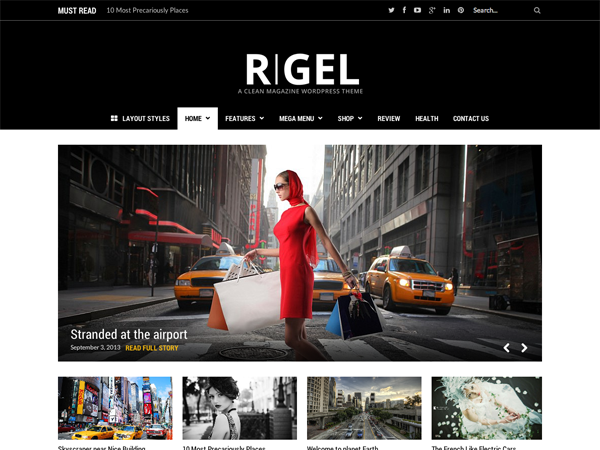 MUST READ 10 Most Precariously Places Search...
R|GEL
A CLEAN MAGAZINE WORDPRESS THEME
LAYOUT STYLES HOME FEATURES MEGA MENU SHOP REVIEW HEALTH CONTACT US
Stranded at the airport
September 3, 2013 READ FULL STORY
Skyscraper near Nice Building 10 Most Precariously Places Welcome to planet Earth The French Like Electric Cars